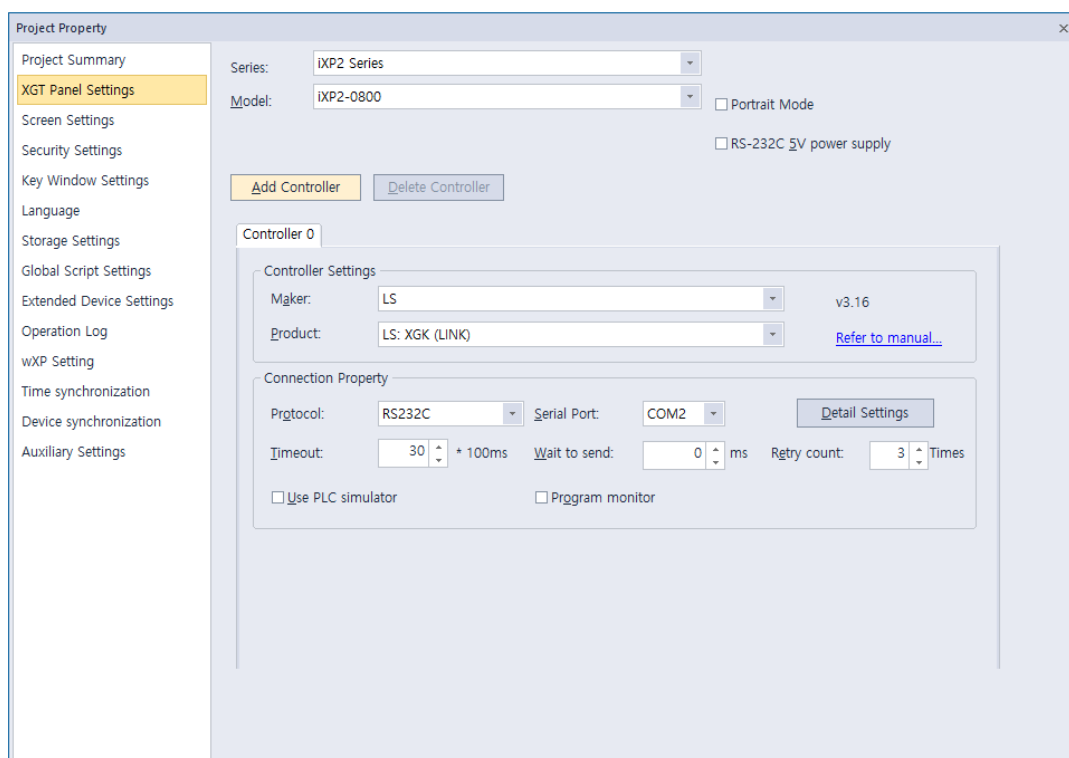 Project Property
Project Summary
XGT Panel Settings
Screen Settings
Security Settings
Key Window Settings
Language
Storage Settings
Global Script Settings
Extended Device Settings
Operation Log
wXP Setting
Time synchronization
Device synchronization
Auxiliary Settings
Series: iXP2 Series
Model: iXP2-0800
Portrait Mode
RS-232C 5V power supply
Add Controller Delete Controller
Controller 0
Controller Settings
Maker: LS v3.16
Product: LS: XGK (LINK) Refer to manual...
Connection Property
Protocol: RS232C Serial Port: COM2 Detail Settings
Timeout: 30 * 100ms Wait to send: 0 ms Retry count: 3 Times
Use PLC simulator Program monitor